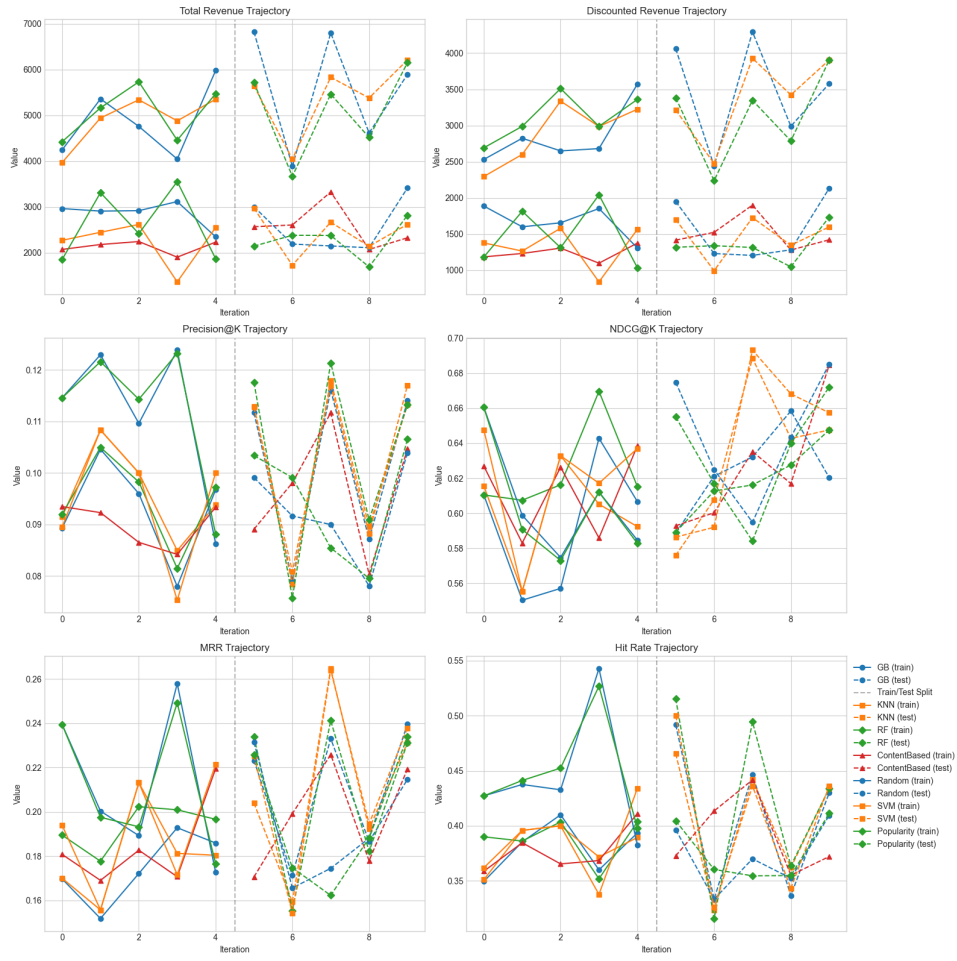 Total Revenue Trajectory
7000
6000
5000
4000
3000
2000
Value
0 2 4 6 8
Iteration
Discounted Revenue Trajectory
4000
3500
3000
2500
2000
1500
1000
Value
0 2 4 6 8
Iteration
Precision@K Trajectory
0.12
0.11
0.10
0.09
0.08
Value
0 2 4 6 8
Iteration
NDCG@K Trajectory
0.70
0.68
0.66
0.64
0.62
0.60
0.58
0.56
Value
0 2 4 6 8
Iteration
MRR Trajectory
0.26
0.24
0.22
0.20
0.18
0.16
Value
0 2 4 6 8
Iteration
Hit Rate Trajectory
0.55
0.50
0.45
0.40
0.35
Value
0 2 4 6 8
Iteration
GB (train)
GB (test)
Train/Test Split
KNN (train)
KNN (test)
RF (train)
RF (test)
ContentBased (train)
ContentBased (test)
Random (train)
Random (test)
SVM (train)
SVM (test)
Popularity (train)
Popularity (test)